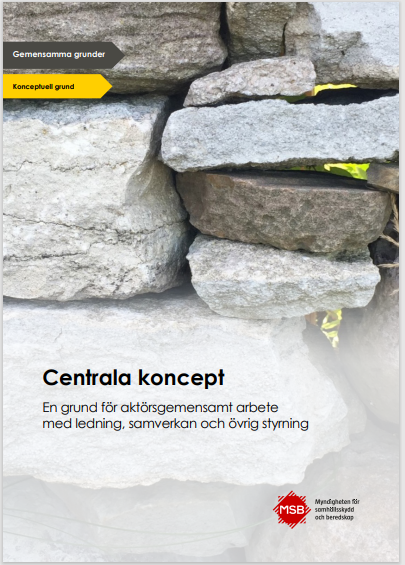 Gemensamma grunder
Konceptuell grund
Centrala koncept
En grund för aktörsgemensamt arbete
med ledning, samverkan och övrig styrning
MSB
Myndigheten för
samhällsskydd
och beredskap